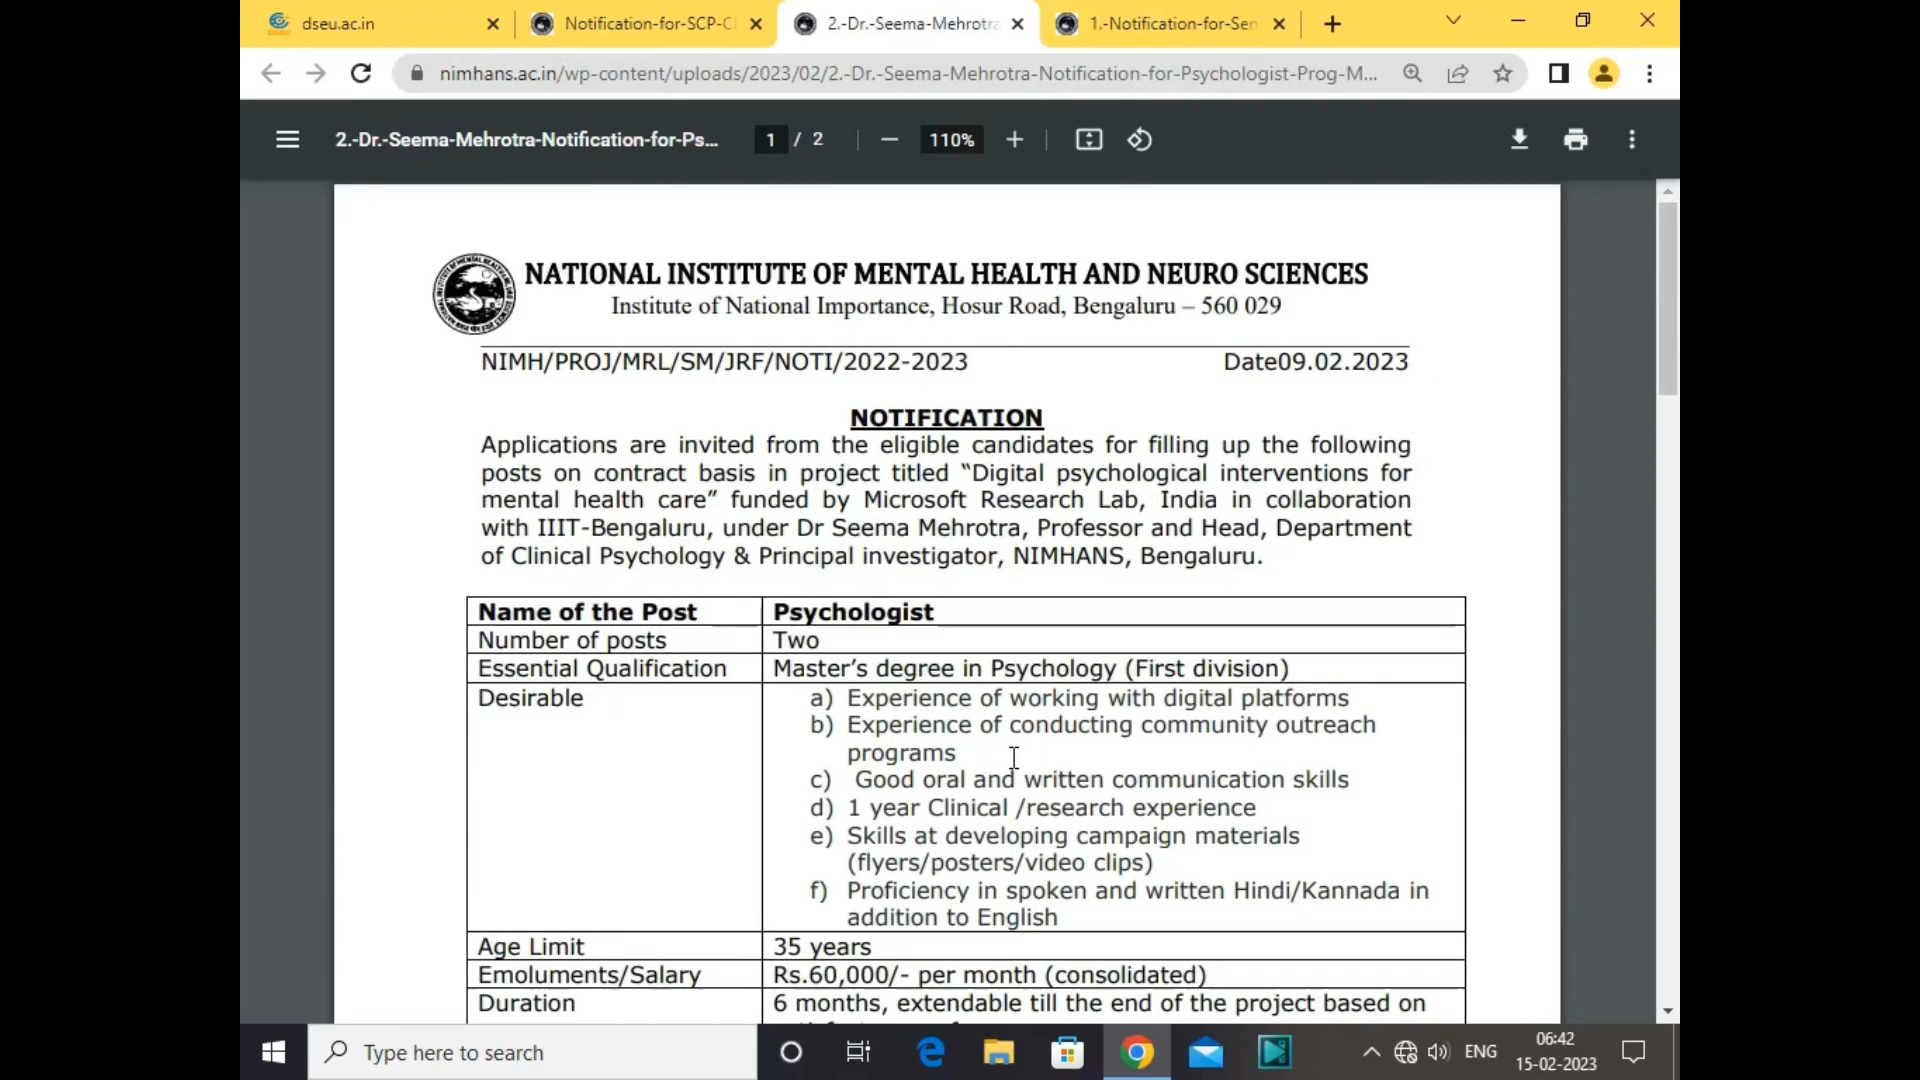 dseu.ac.in
Notification-for-SCP-C
2.-Dr.-Seema-Mehrotra
1.-Notification-for-Sen
nimhans.ac.in/wp-content/uploads/2023/02/2.-Dr.-Seema-Mehrotra-Notification-for-Psychologist-Prog-M...
2.-Dr.-Seema-Mehrotra-Notification-for-Ps...
1 / 2
110%
NATIONAL INSTITUTE OF MENTAL HEALTH AND NEURO SCIENCES
Institute of National Importance, Hosur Road, Bengaluru – 560 029
NIMH/PROJ/MRL/SM/JRF/NOTI/2022-2023 Date09.02.2023
NOTIFICATION
Applications are invited from the eligible candidates for filling up the following
posts on contract basis in project titled “Digital psychological interventions for
mental health care” funded by Microsoft Research Lab, India in collaboration
with IIIT-Bengaluru, under Dr Seema Mehrotra, Professor and Head, Department
of Clinical Psychology & Principal investigator, NIMHANS, Bengaluru.
Name of the Post Psychologist
Number of posts Two
Essential Qualification Master’s degree in Psychology (First division)
Desirable a) Experience of working with digital platforms
b) Experience of conducting community outreach
programs
c) Good oral and written communication skills
d) 1 year Clinical /research experience
e) Skills at developing campaign materials
(flyers/posters/video clips)
f) Proficiency in spoken and written Hindi/Kannada in
addition to English
Age Limit 35 years
Emoluments/Salary Rs.60,000/- per month (consolidated)
Duration 6 months, extendable till the end of the project based on
Type here to search
ENG
06:42
15-02-2023